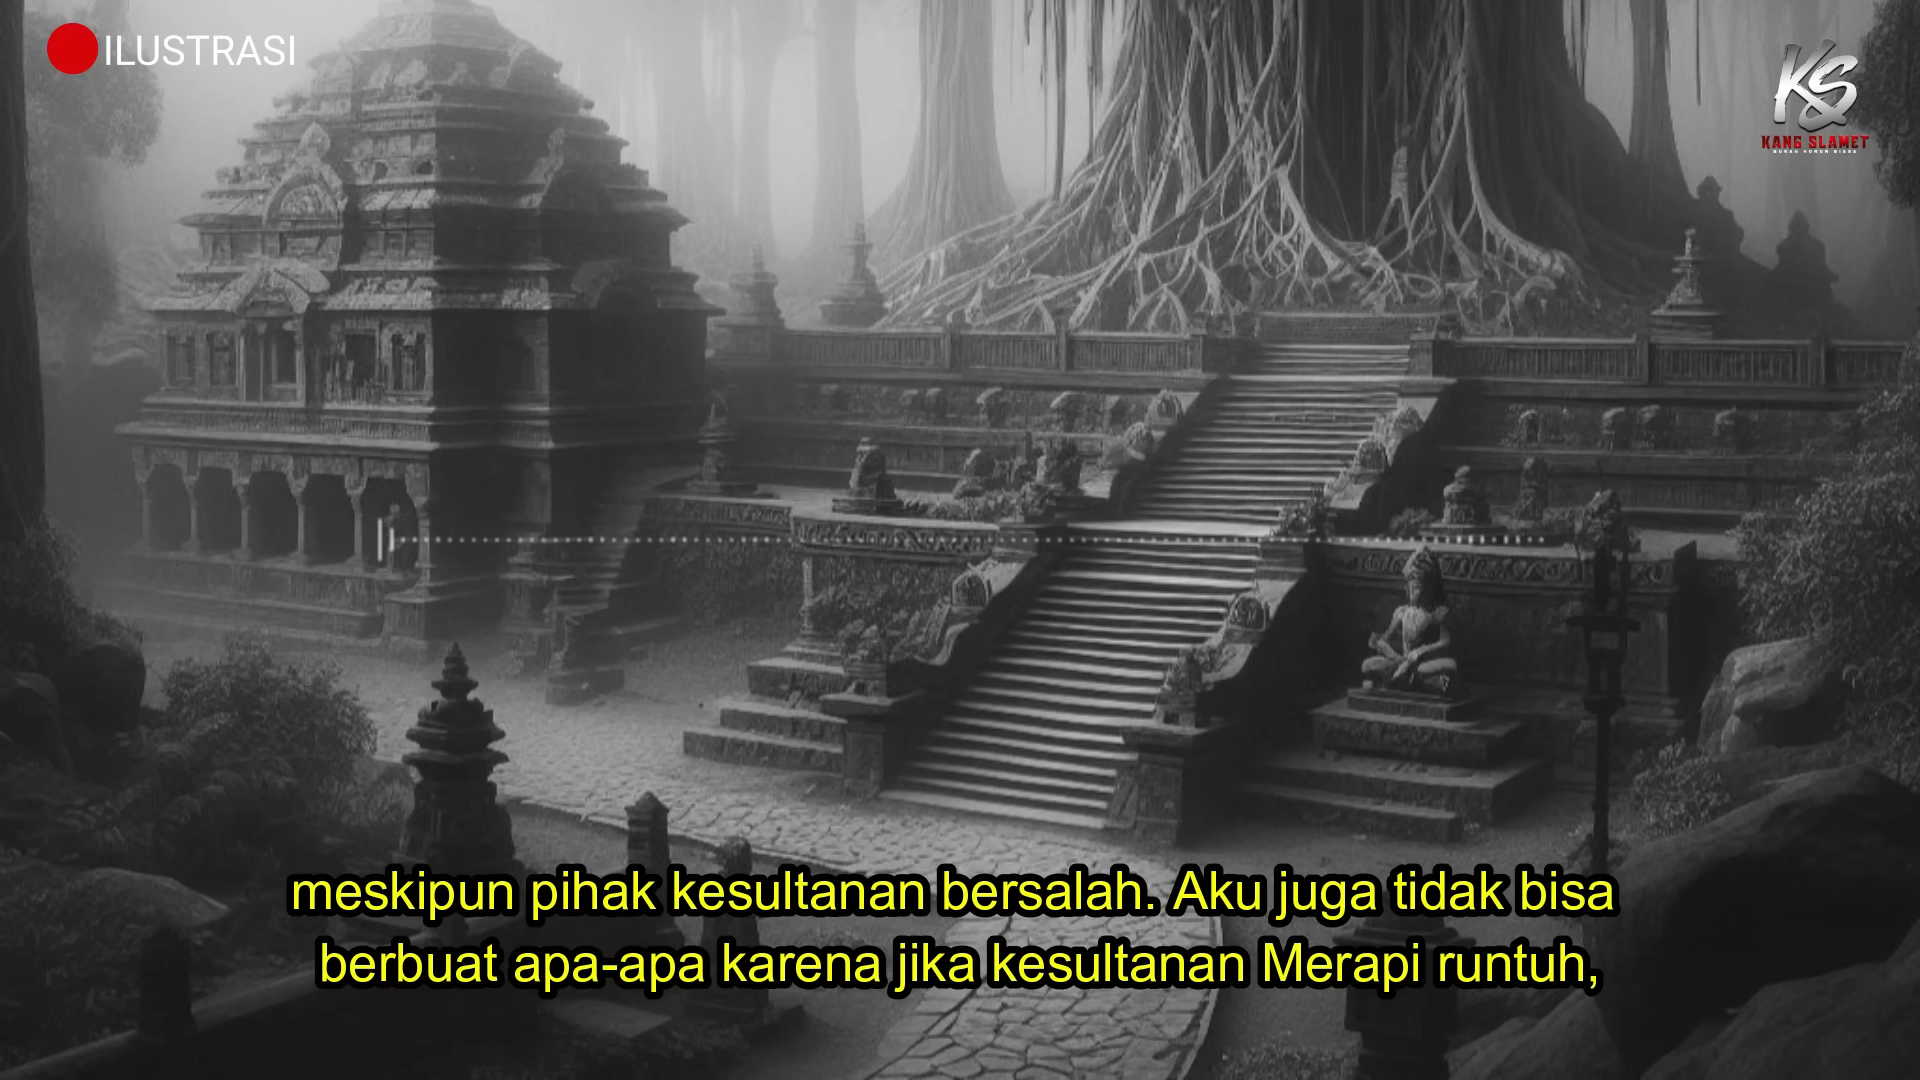 ILUSTRASI
KS
KANG SLAMET
meskipun pihak kesultanan bersalah. Aku juga tidak bisa
berbuat apa-apa karena jika kesultanan Merapi runtuh,